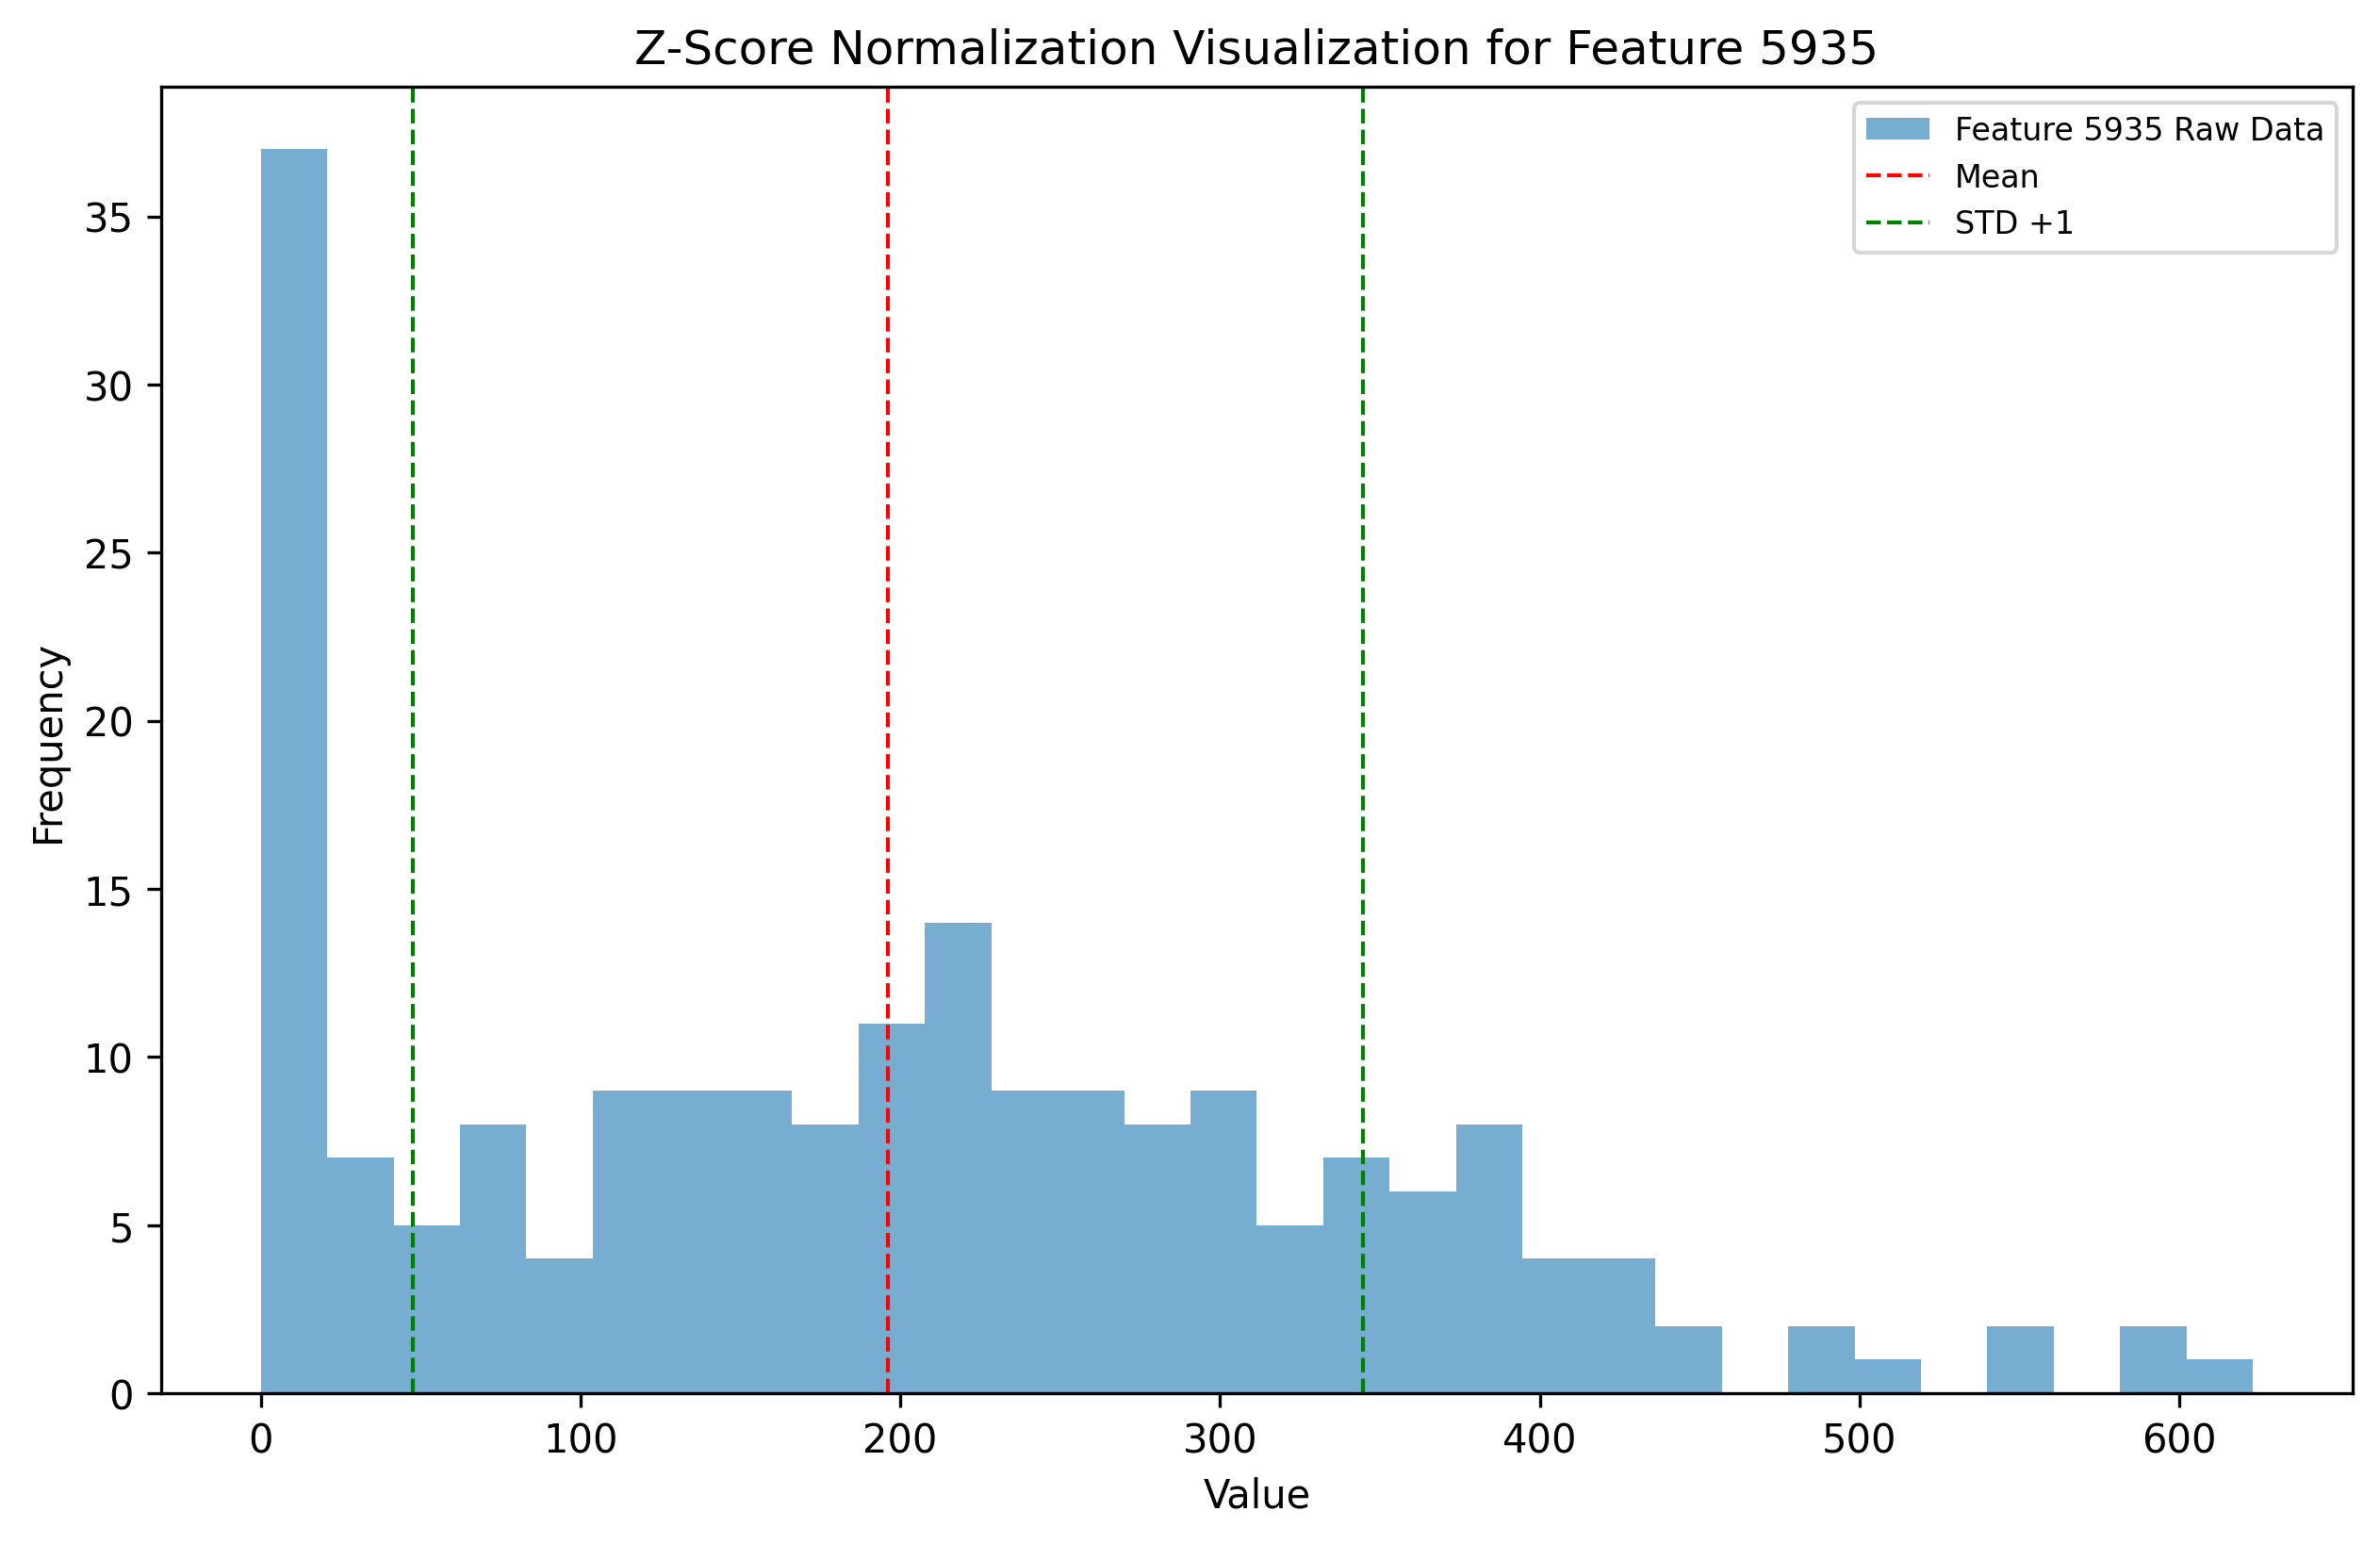 Z-Score Normalization Visualization for Feature 5935
Feature 5935 Raw Data
Mean
STD +1
Frequency
35
30
25
20
15
10
5
0
0 100 200 300 400 500 600
Value